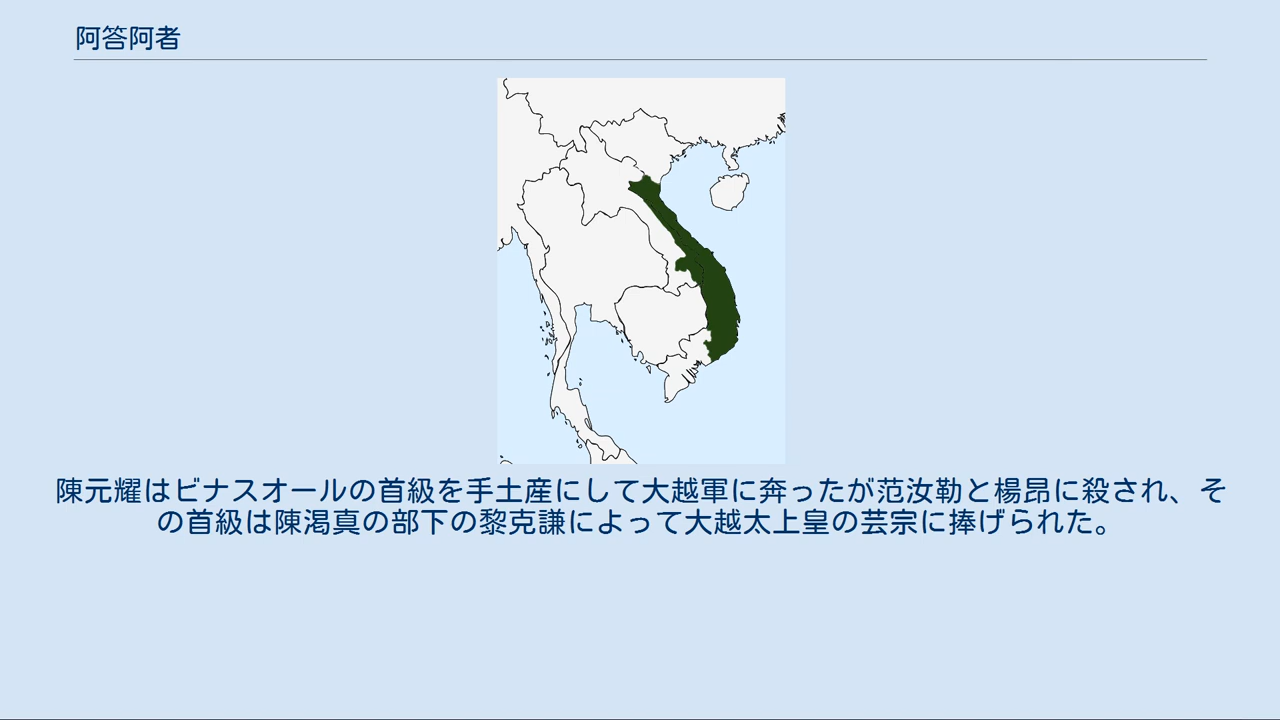 阿答阿者
陳元耀はビナスオールの首級を手土産にして大越軍に奔ったが范汝勒と楊昂に殺され、そ
の首級は陳渇真の部下の黎克謙によって大越太上皇の芸宗に捧げられた。